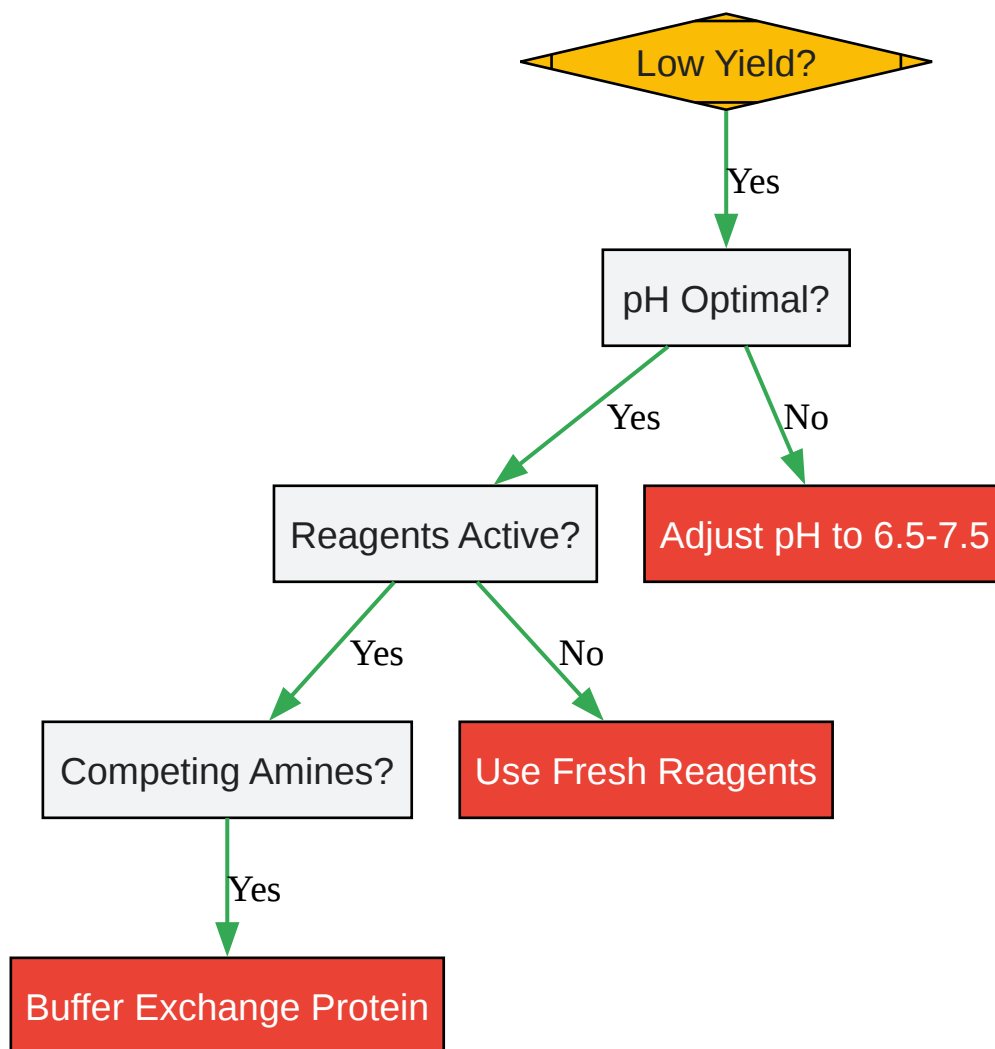 Low Yield?
Yes
pH Optimal?
Yes
No
Reagents Active?
Adjust pH to 6.5-7.5
Yes
No
Competing Amines?
Use Fresh Reagents
Yes
Buffer Exchange Protein